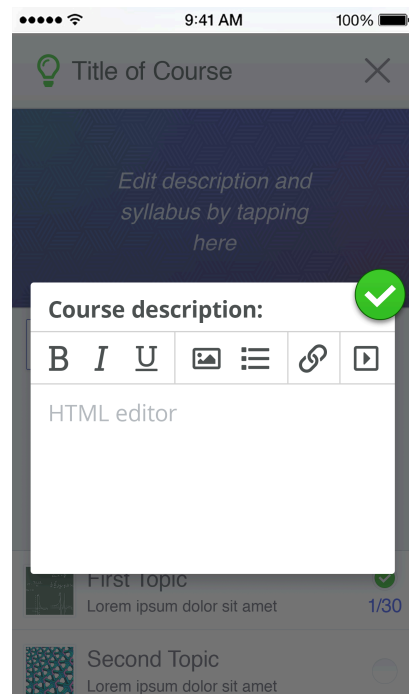 9:41 AM
100%
Title of Course
Edit description and
syllabus by tapping
here
Course description:
B I U
HTML editor
First Topic
Lorem ipsum dolor sit amet
1/30
Second Topic
Lorem ipsum dolor sit amet